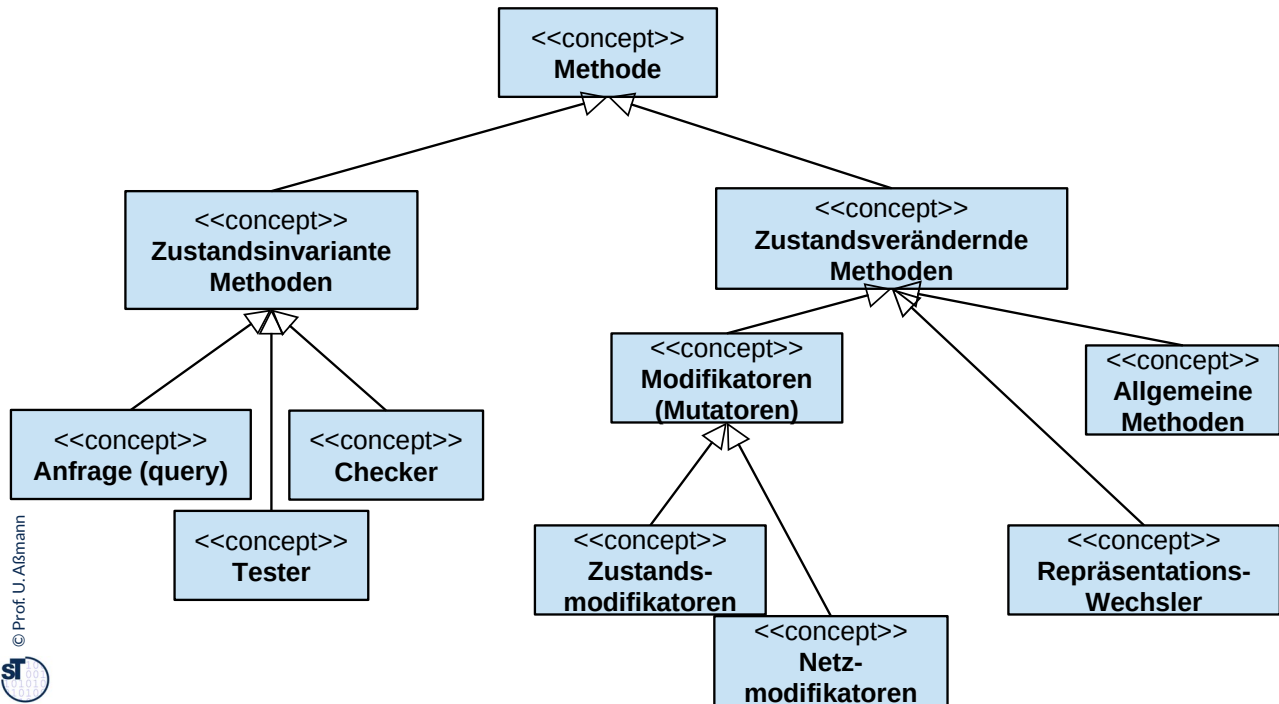 <<concept>>
Methode
<<concept>>
Zustandsinvariante
Methoden
<<concept>>
Zustandsverändernde
Methoden
<<concept>>
Modifikatoren
(Mutatoren)
<<concept>>
Allgemeine
Methoden
<<concept>>
Anfrage (query)
<<concept>>
Checker
<<concept>>
Tester
<<concept>>
Zustands-
modifikatoren
<<concept>>
Repräsentations-
Wechsler
<<concept>>
Netz-
modifikatoren
© Prof. U. Aßmann
ST